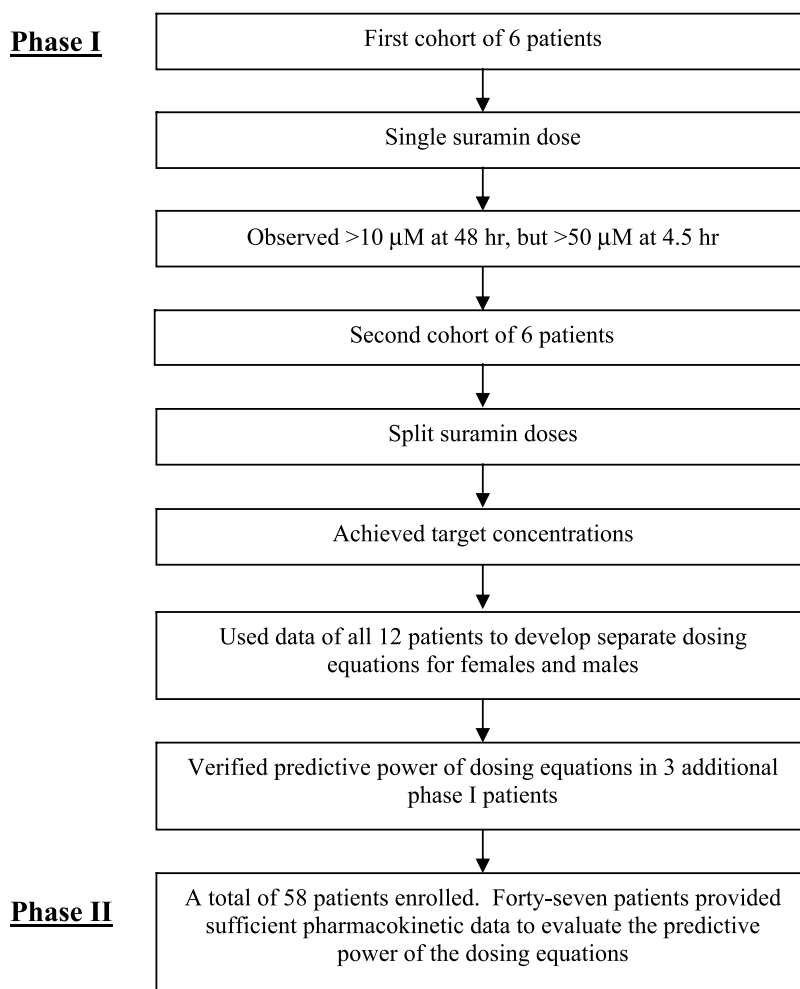 Phase I
First cohort of 6 patients
Single suramin dose
Observed >10 μM at 48 hr, but >50 μM at 4.5 hr
Second cohort of 6 patients
Split suramin doses
Achieved target concentrations
Used data of all 12 patients to develop separate dosing
equations for females and males
Verified predictive power of dosing equations in 3 additional
phase I patients
Phase II
A total of 58 patients enrolled.  Forty-seven patients provided
sufficient pharmacokinetic data to evaluate the predictive
power of the dosing equations